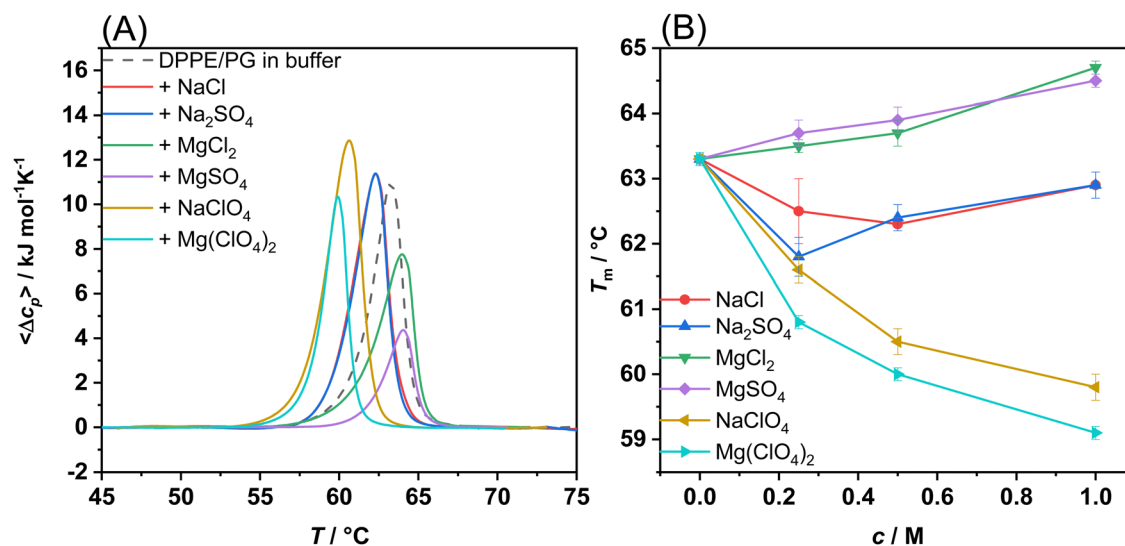 (A)
16
14
12
10
8
6
4
2
0
-2
<Δcₚ> / kJ mol⁻¹K⁻¹
DPPE/PG in buffer
+ NaCl
+ Na₂SO₄
+ MgCl₂
+ MgSO₄
+ NaClO₄
+ Mg(ClO₄)₂
45 50 55 60 65 70 75
T / °C
(B)
65
64
63
62
61
60
59
Tₘ / °C
NaCl
Na₂SO₄
MgCl₂
MgSO₄
NaClO₄
Mg(ClO₄)₂
0.0 0.2 0.4 0.6 0.8 1.0
c / M